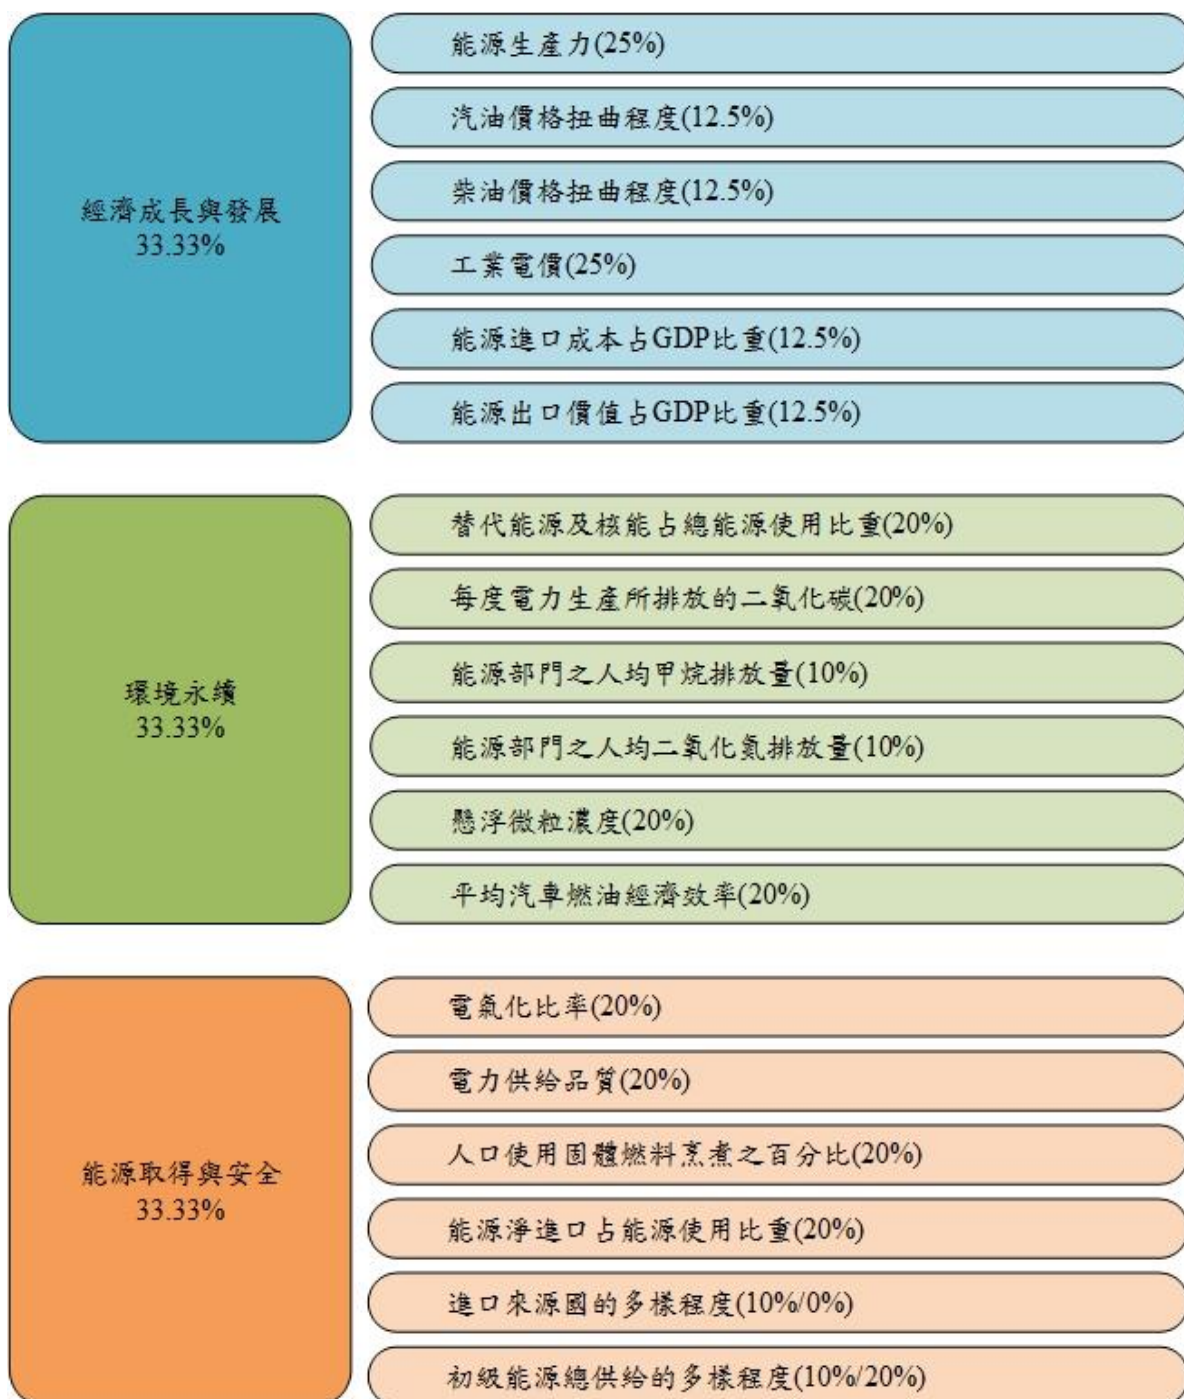 經濟成長與發展
33.33%
能源生產力(25%)
汽油價格扭曲程度(12.5%)
柴油價格扭曲程度(12.5%)
工業電價(25%)
能源進口成本占GDP比重(12.5%)
能源出口價值占GDP比重(12.5%)
環境永續
33.33%
替代能源及核能占總能源使用比重(20%)
每度電力生產所排放的二氧化碳(20%)
能源部門之人均甲烷排放量(10%)
能源部門之人均二氧化氮排放量(10%)
懸浮微粒濃度(20%)
平均汽車燃油經濟效率(20%)
能源取得與安全
33.33%
電氣化比率(20%)
電力供給品質(20%)
人口使用固體燃料烹煮之百分比(20%)
能源淨進口占能源使用比重(20%)
進口來源國的多樣程度(10%/0%)
初級能源總供給的多樣程度(10%/20%)